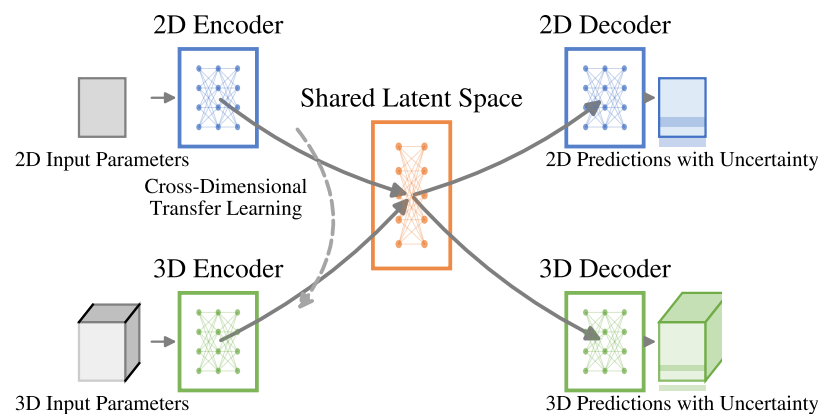 2D Encoder
2D Decoder
Shared Latent Space
2D Input Parameters
2D Predictions with Uncertainty
Cross-Dimensional
Transfer Learning
3D Encoder
3D Decoder
3D Input Parameters
3D Predictions with Uncertainty